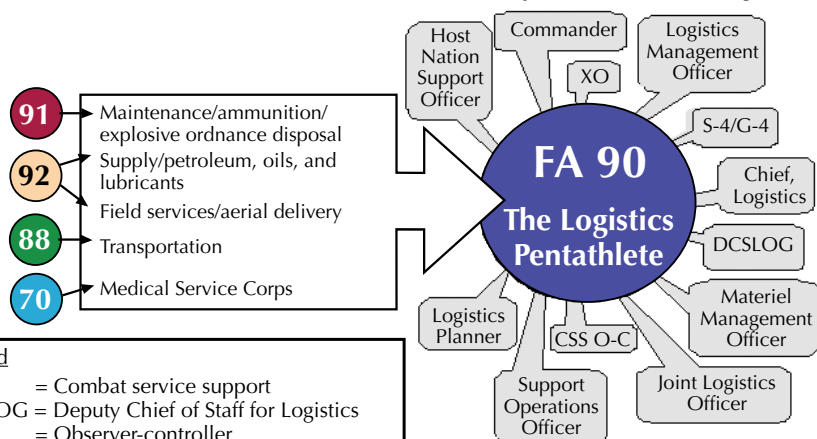 91
Maintenance/ammunition/
explosive ordnance disposal
92
Supply/petroleum, oils, and
lubricants
Field services/aerial delivery
88
Transportation
70
Medical Service Corps
FA 90
The Logistics
Pentathlete
Host
Nation
Support
Officer
Commander
XO
Logistics
Management
Officer
S-4/G-4
Chief,
Logistics
DCSLOG
Materiel
Management
Officer
Joint Logistics
Officer
CSS O-C
Support
Operations
Officer
Logistics
Planner
= Combat service support
OG = Deputy Chief of Staff for Logistics
= Observer-controller